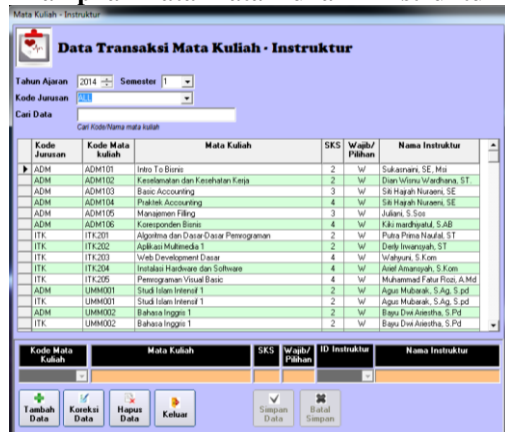 Mata Kuliah - Instruktur
Data Transaksi Mata Kuliah - Instruktur
Tahun Ajaran 2014 Semester 1
Kode Jurusan ALL
Cari Data
Cari Kode/Nama mata kuliah
Kode Jurusan Kode Mata kuliah Mata Kuliah SKS Wajib/ Pilihan Nama Instruktur
ADM ADM101 Intro To Bisnis 2 W Sukasnaini, SE, Msi
ADM ADM102 Keselamatan dan Kesehatan Kerja 2 W Dian Wisnu Wardhana, ST.
ADM ADM103 Basic Accounting 3 W Siti Hajrah Nuraeni, SE
ADM ADM104 Praktek Accounting 4 W Siti Hajrah Nuraeni, SE
ADM ADM105 Manajemen Filling 3 W Juliani, S.Sos
ADM ADM106 Koresponden Bisnis 4 W Kiki mardhiyatul, S.AB
ITK ITK201 Algoritma dan Dasar-Dasar Pemrograman 2 W Putra Prima Naufal, ST
ITK ITK202 Aplikasi Multimedia 1 2 W Derly Irwansyah, ST
ITK ITK203 Web Development Dasar 4 W Wahyuni, S.Kom
ITK ITK204 Instalasi Hardware dan Software 4 W Arief Amansyah, S.Kom
ITK ITK205 Pemrograman Visual Basic 4 W Muhammad Fatur Rozi, A.Md
ADM UMM001 Studi Islam Intensif 1 2 W Agus Mubarak, S.Ag, S.pd
ITK UMM001 Studi Islam Intensif 1 2 W Agus Mubarak, S.Ag, S.pd
ADM UMM002 Bahasa Inggris 1 2 W Bayu Dwi Ariestha, S.Pd
ITK UMM002 Bahasa Inggris 1 2 W Bayu Dwi Ariestha, S.Pd
Kode Mata Kuliah Mata Kuliah SKS Wajib/ Pilihan ID Instruktur Nama Instruktur
Tambah Data Koreksi Data Hapus Data Keluar Simpan Data Batal Simpan